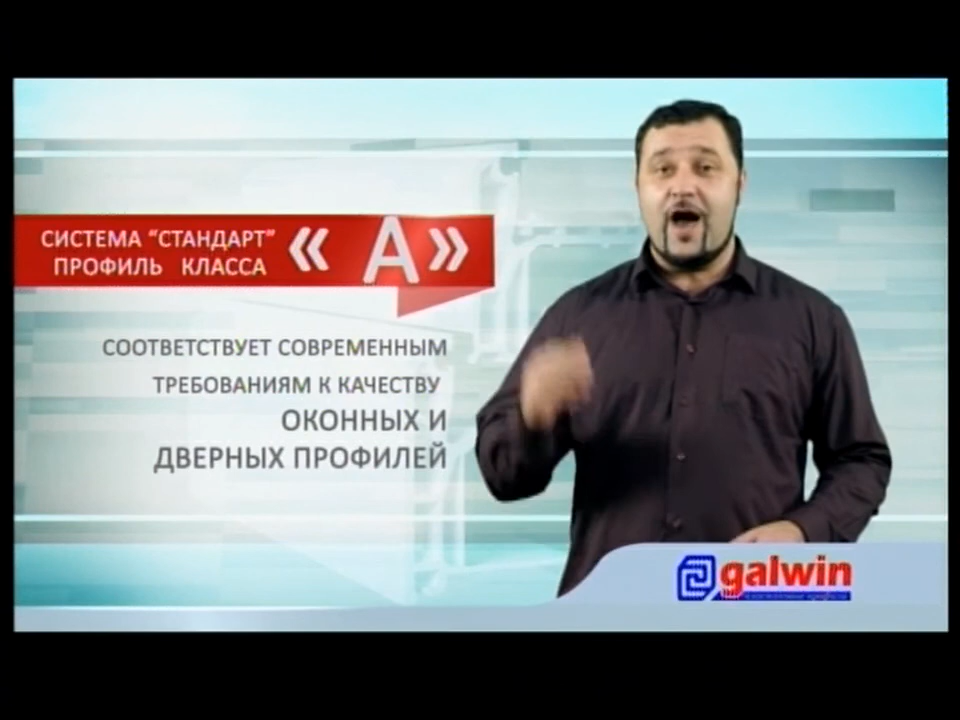 СИСТЕМА “СТАНДАРТ”
ПРОФИЛЬ КЛАССА
« А»
СООТВЕТСТВУЕТ СОВРЕМЕННЫМ
ТРЕБОВАНИЯМ К КАЧЕСТВУ
ОКОННЫХ И
ДВЕРНЫХ ПРОФИЛЕЙ
galwin